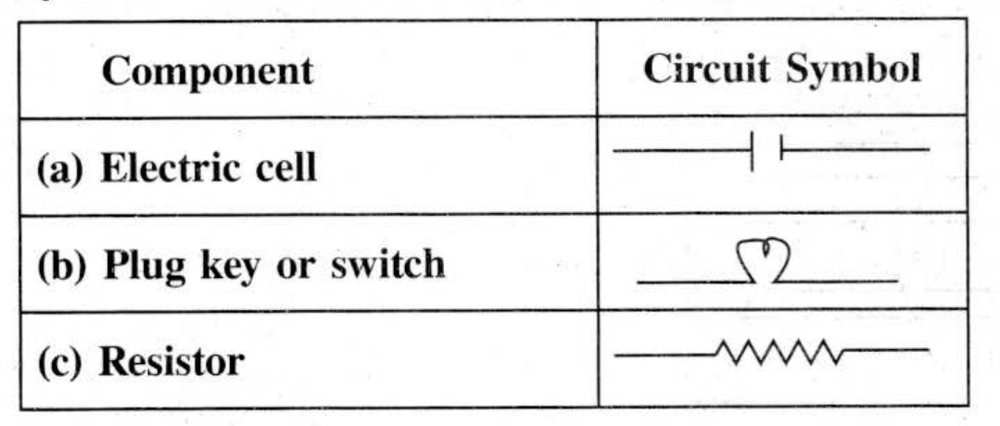 Component Circuit Symbol
(a) Electric cell
(b) Plug key or switch
(c) Resistor